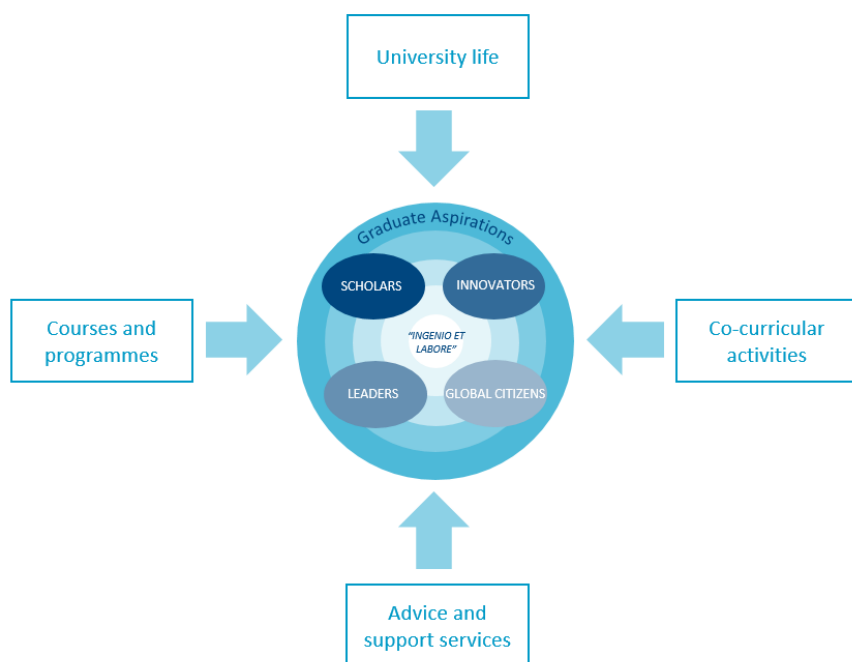 University life
Graduate Aspirations
SCHOLARS
INNOVATORS
Courses and
programmes
“INGENIO ET
LABORE”
Co-curricular
activities
LEADERS
GLOBAL CITIZENS
Advice and
support services